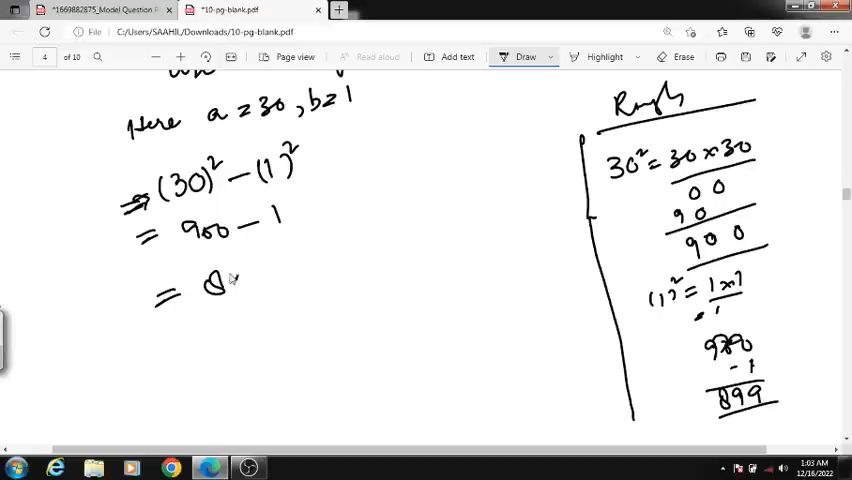 *1669882875_Model Question P
*10-pg-blank.pdf
File
C:/Users/SAAHIL/Downloads/10-pg-blank.pdf
4
of 10
Page view
Read aloud
Add text
Draw
Highlight
Erase
Here a = 30, b = 1
⇒ (30)² − (1)²
= 900 − 1
= 8
Rough
30² = 30 × 30
0 0
9 0
9 0 0
(1)² = 1 × 1
1
900
- 1
899
1:03 AM
12/16/2022